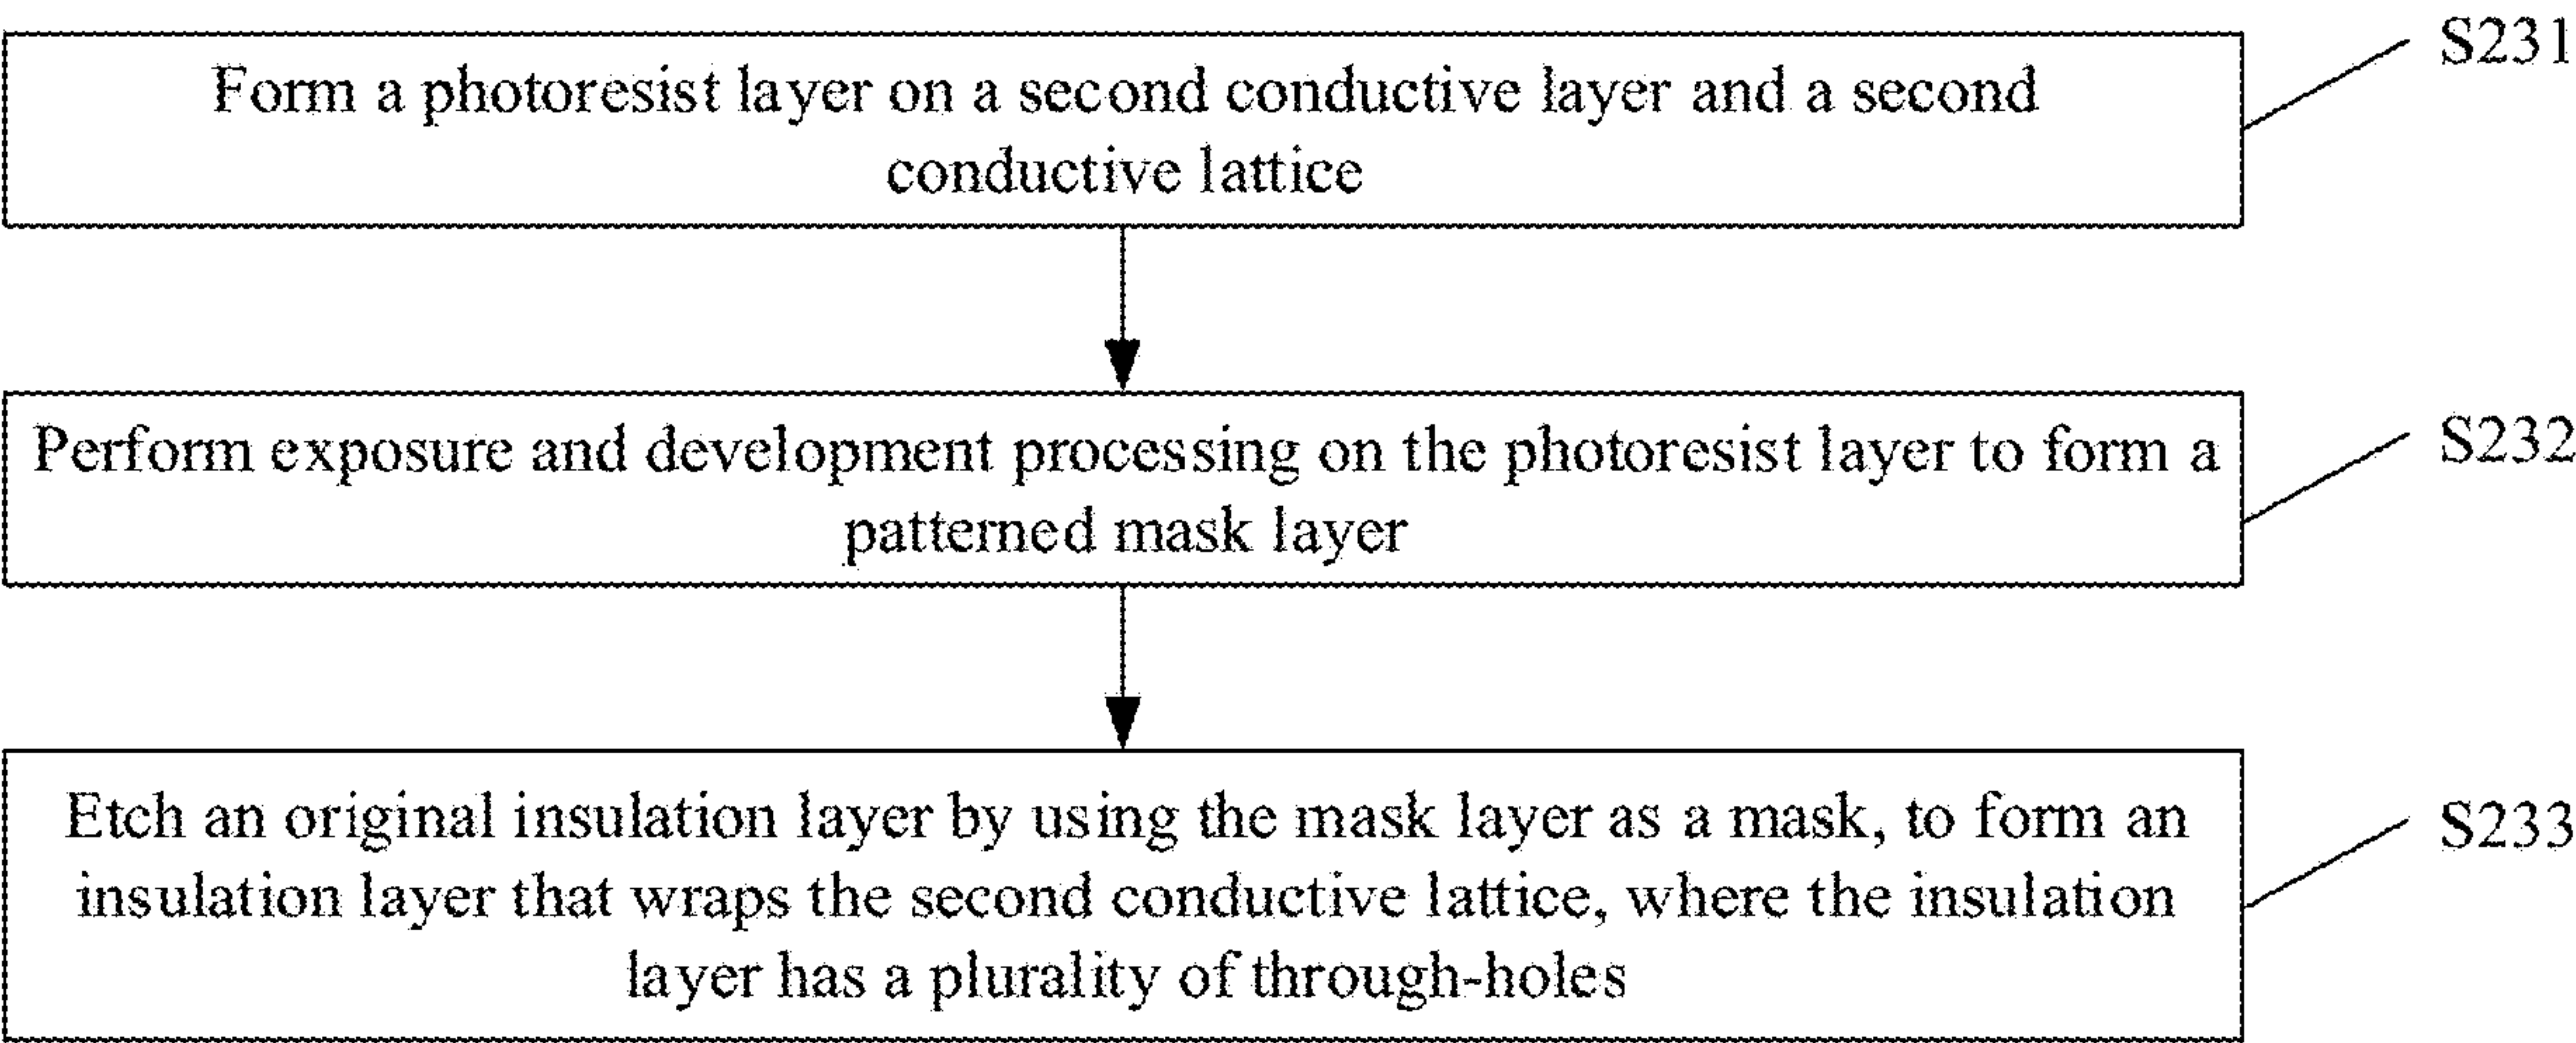 Form a photoresist layer on a second conductive layer and a second
conductive lattice
S231
Perform exposure and development processing on the photoresist layer to form a
patterned mask layer
S232
Etch an original insulation layer by using the mask layer as a mask, to form an
insulation layer that wraps the second conductive lattice, where the insulation
layer has a plurality of through-holes
S233